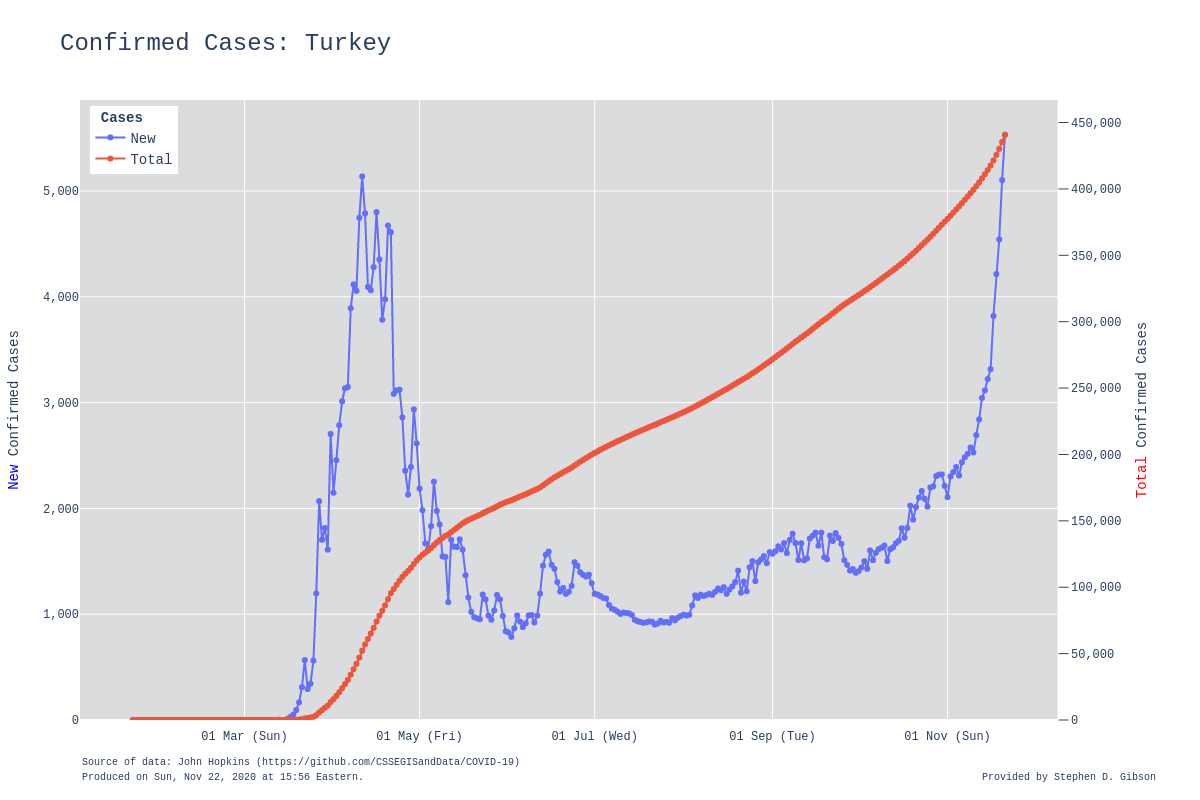 Confirmed Cases: Turkey
Cases
New
Total
5,000
4,000
3,000
2,000
1,000
0
New Confirmed Cases
450,000
400,000
350,000
300,000
250,000
200,000
150,000
100,000
50,000
0
Total Confirmed Cases
01 Mar (Sun)
01 May (Fri)
01 Jul (Wed)
01 Sep (Tue)
01 Nov (Sun)
Source of data: John Hopkins (https://github.com/CSSEGISandData/COVID-19)
Produced on Sun, Nov 22, 2020 at 15:56 Eastern.
Provided by Stephen D. Gibson